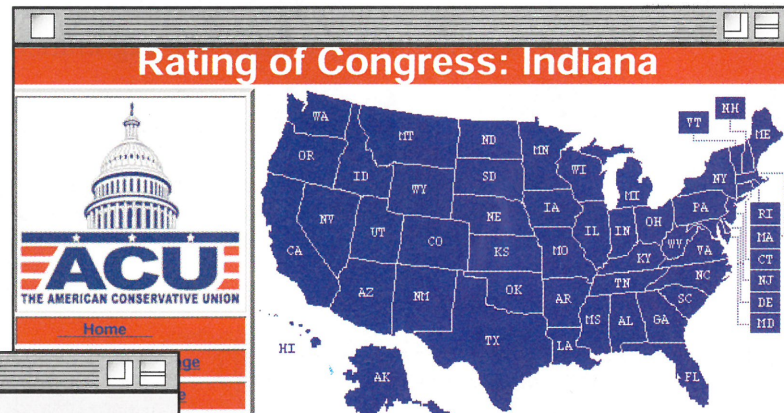 Rating of Congress: Indiana
ACU
THE AMERICAN CONSERVATIVE UNION
Home
WA
OR
CA
ID
NV
MT
WY
UT
AZ
CO
NM
ND
SD
NE
KS
OK
TX
MN
IA
MO
AR
LA
WI
IL
MI
IN
OH
KY
TN
MS
AL
GA
FL
SC
NC
VA
WV
PA
NY
VT
NH
ME
RI
MA
CT
NJ
DE
MD
HI
AK